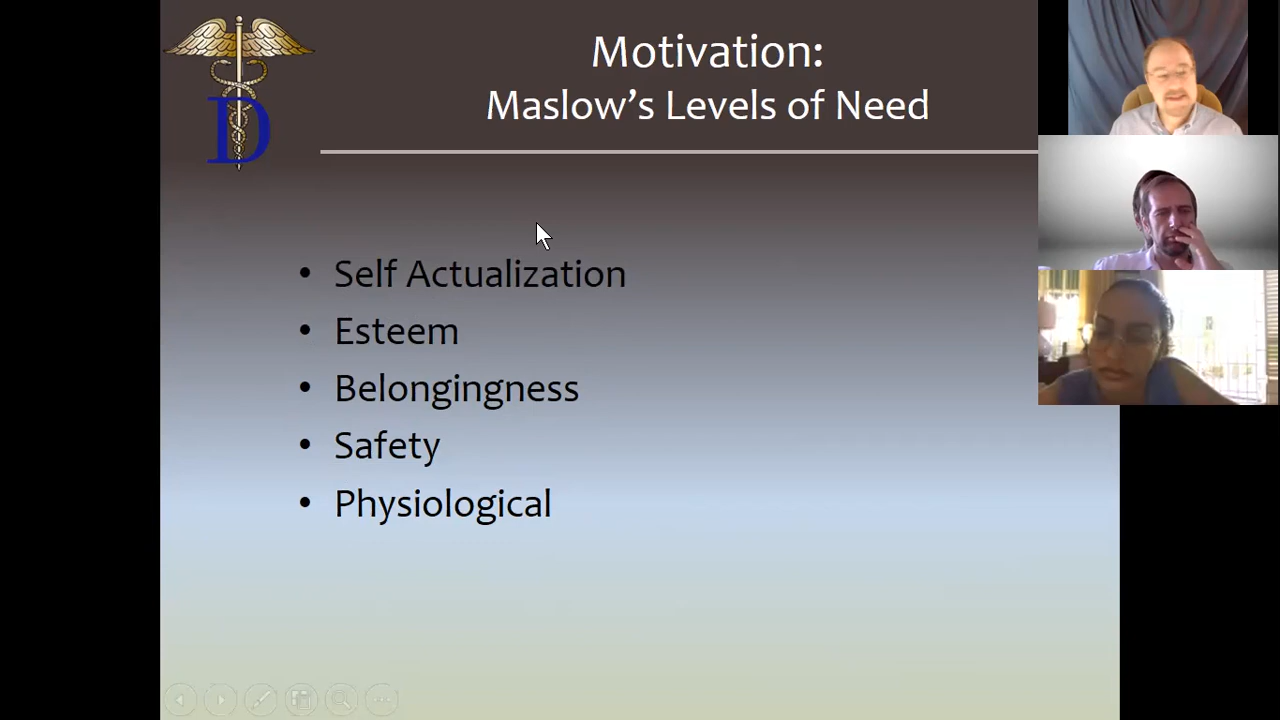 D
Motivation:
Maslow’s Levels of Need
• Self Actualization
• Esteem
• Belongingness
• Safety
• Physiological